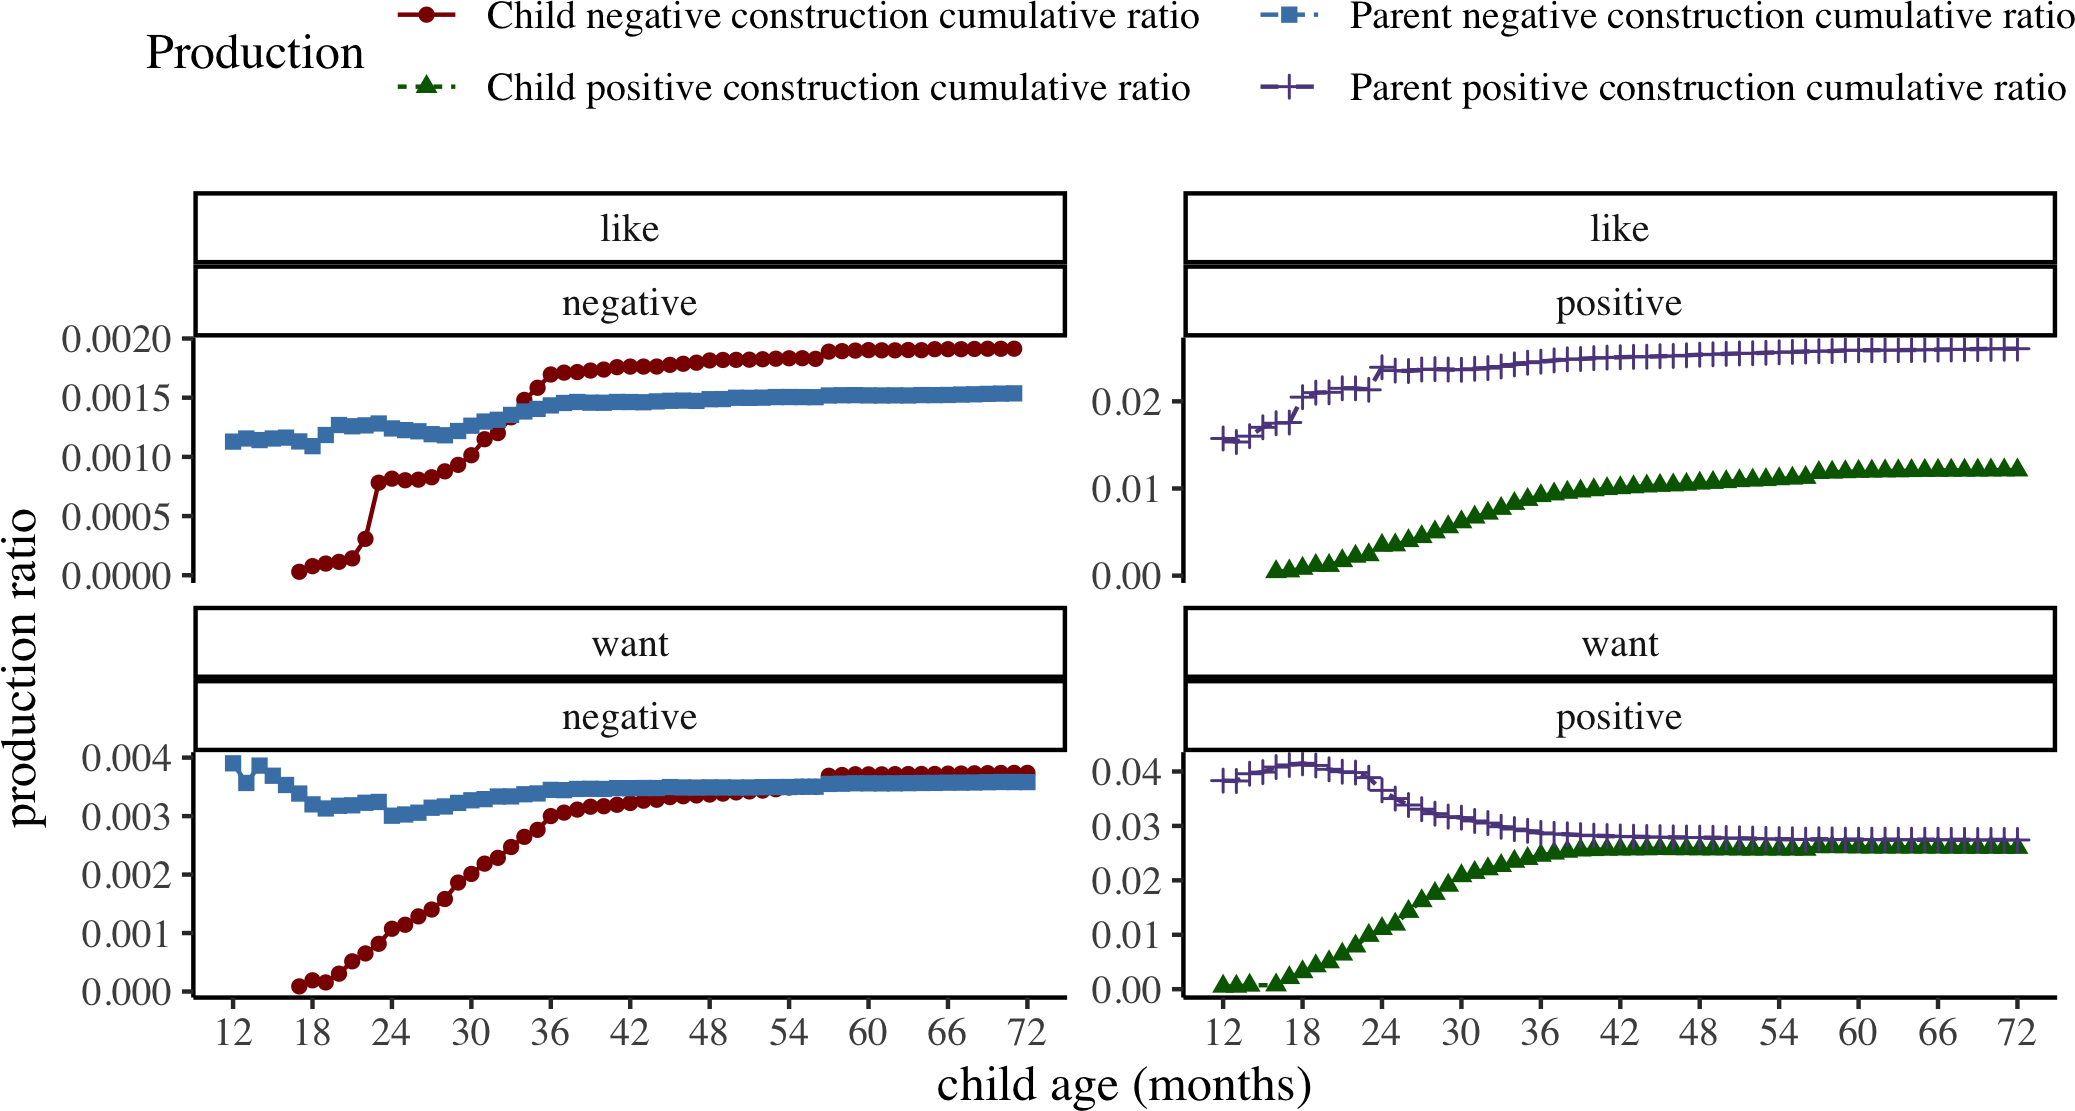 Production
Child negative construction cumulative ratio
Parent negative construction cumulative ratio
Child positive construction cumulative ratio
Parent positive construction cumulative ratio
like
like
negative
positive
0.0020
0.0015
0.0010
0.0005
0.0000
0.02
0.01
0.00
want
want
negative
positive
0.004
0.003
0.002
0.001
0.000
0.04
0.03
0.02
0.01
0.00
12 18 24 30 36 42 48 54 60 66 72
12 18 24 30 36 42 48 54 60 66 72
production ratio
child age (months)